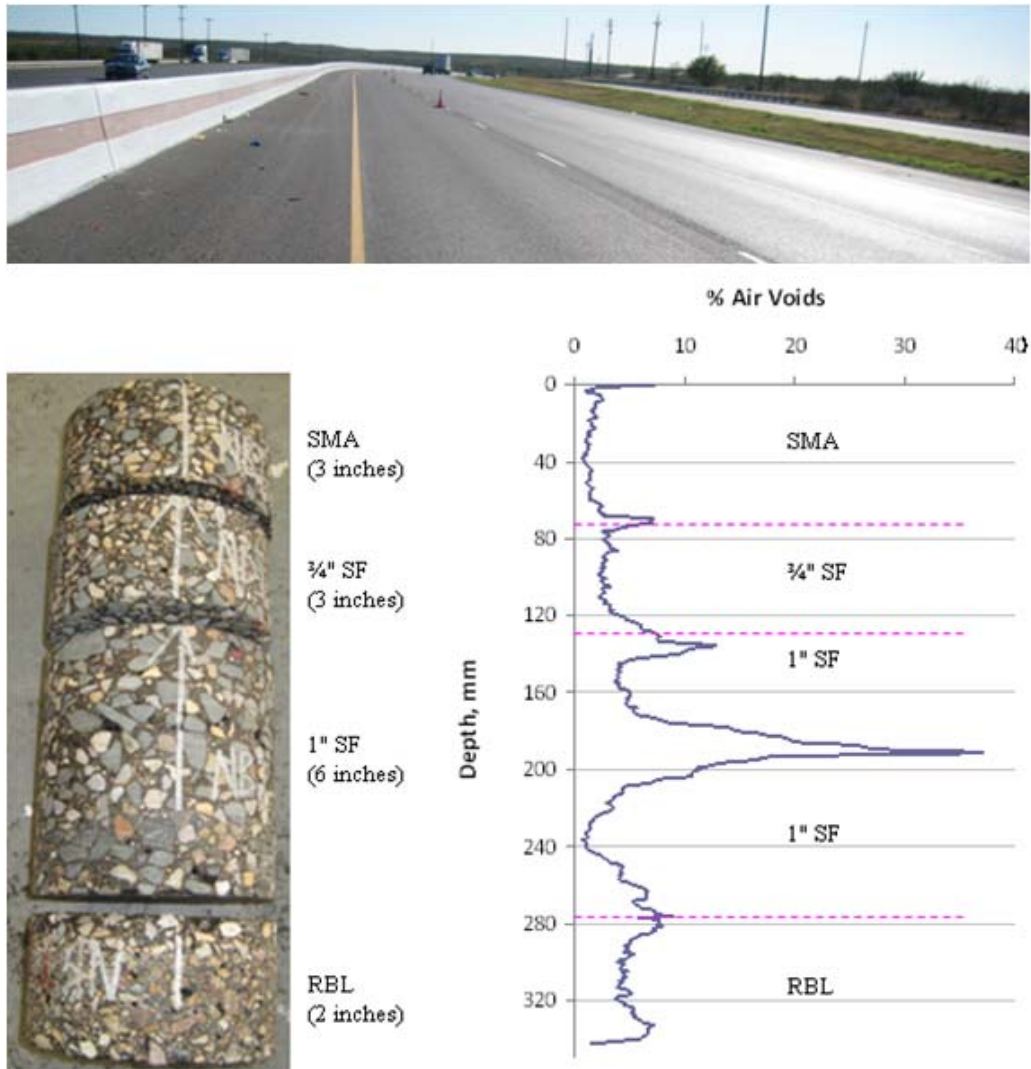 % Air Voids
0 10 20 30 40
0
40
80
120
160
200
240
280
320
Depth, mm
SMA
(3 inches)
¾" SF
(3 inches)
1" SF
(6 inches)
RBL
(2 inches)
SMA
¾" SF
1" SF
1" SF
RBL
NB